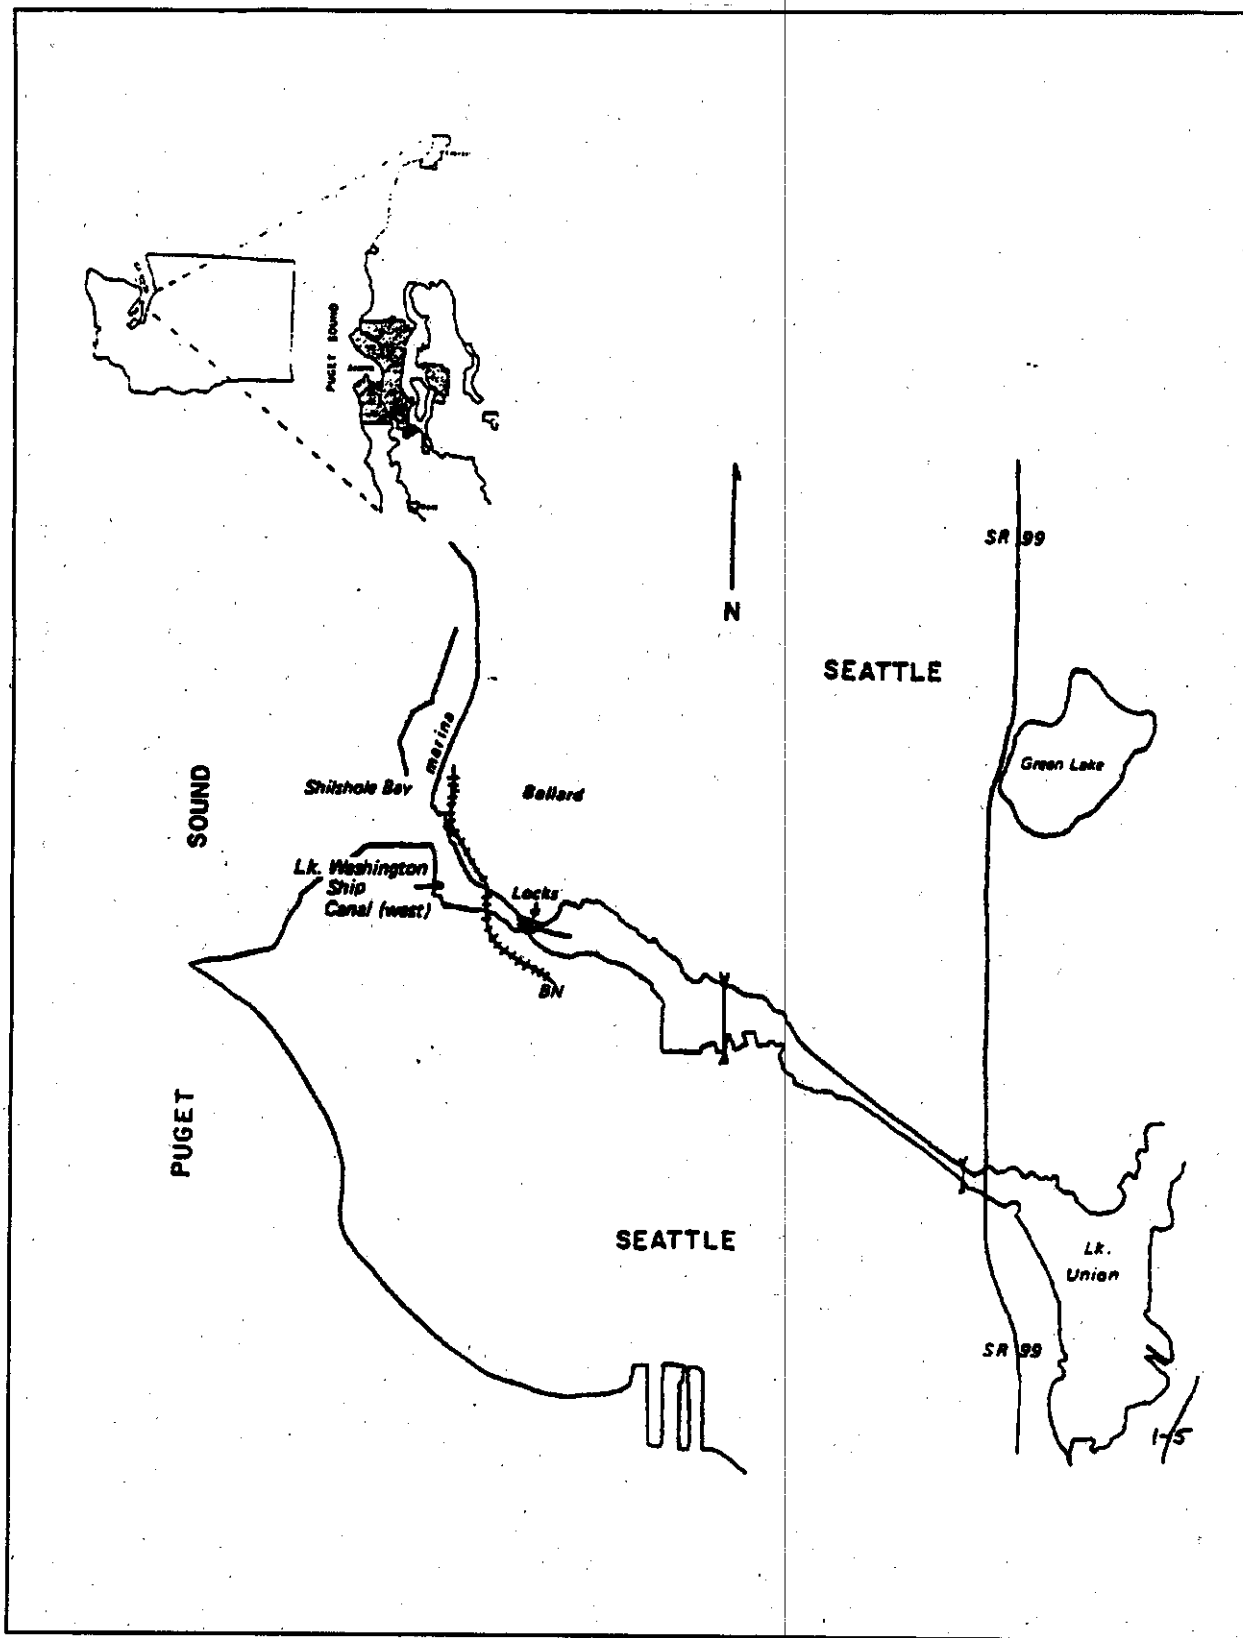 PUGET SOUND
N
SR 99
SEATTLE
marina
Green Lake
SOUND
Shilshole Bay
Ballard
Lk. Washington
Ship
Canal (west)
Locks
BN
PUGET
SEATTLE
Lk.
Union
SR 99
I-5